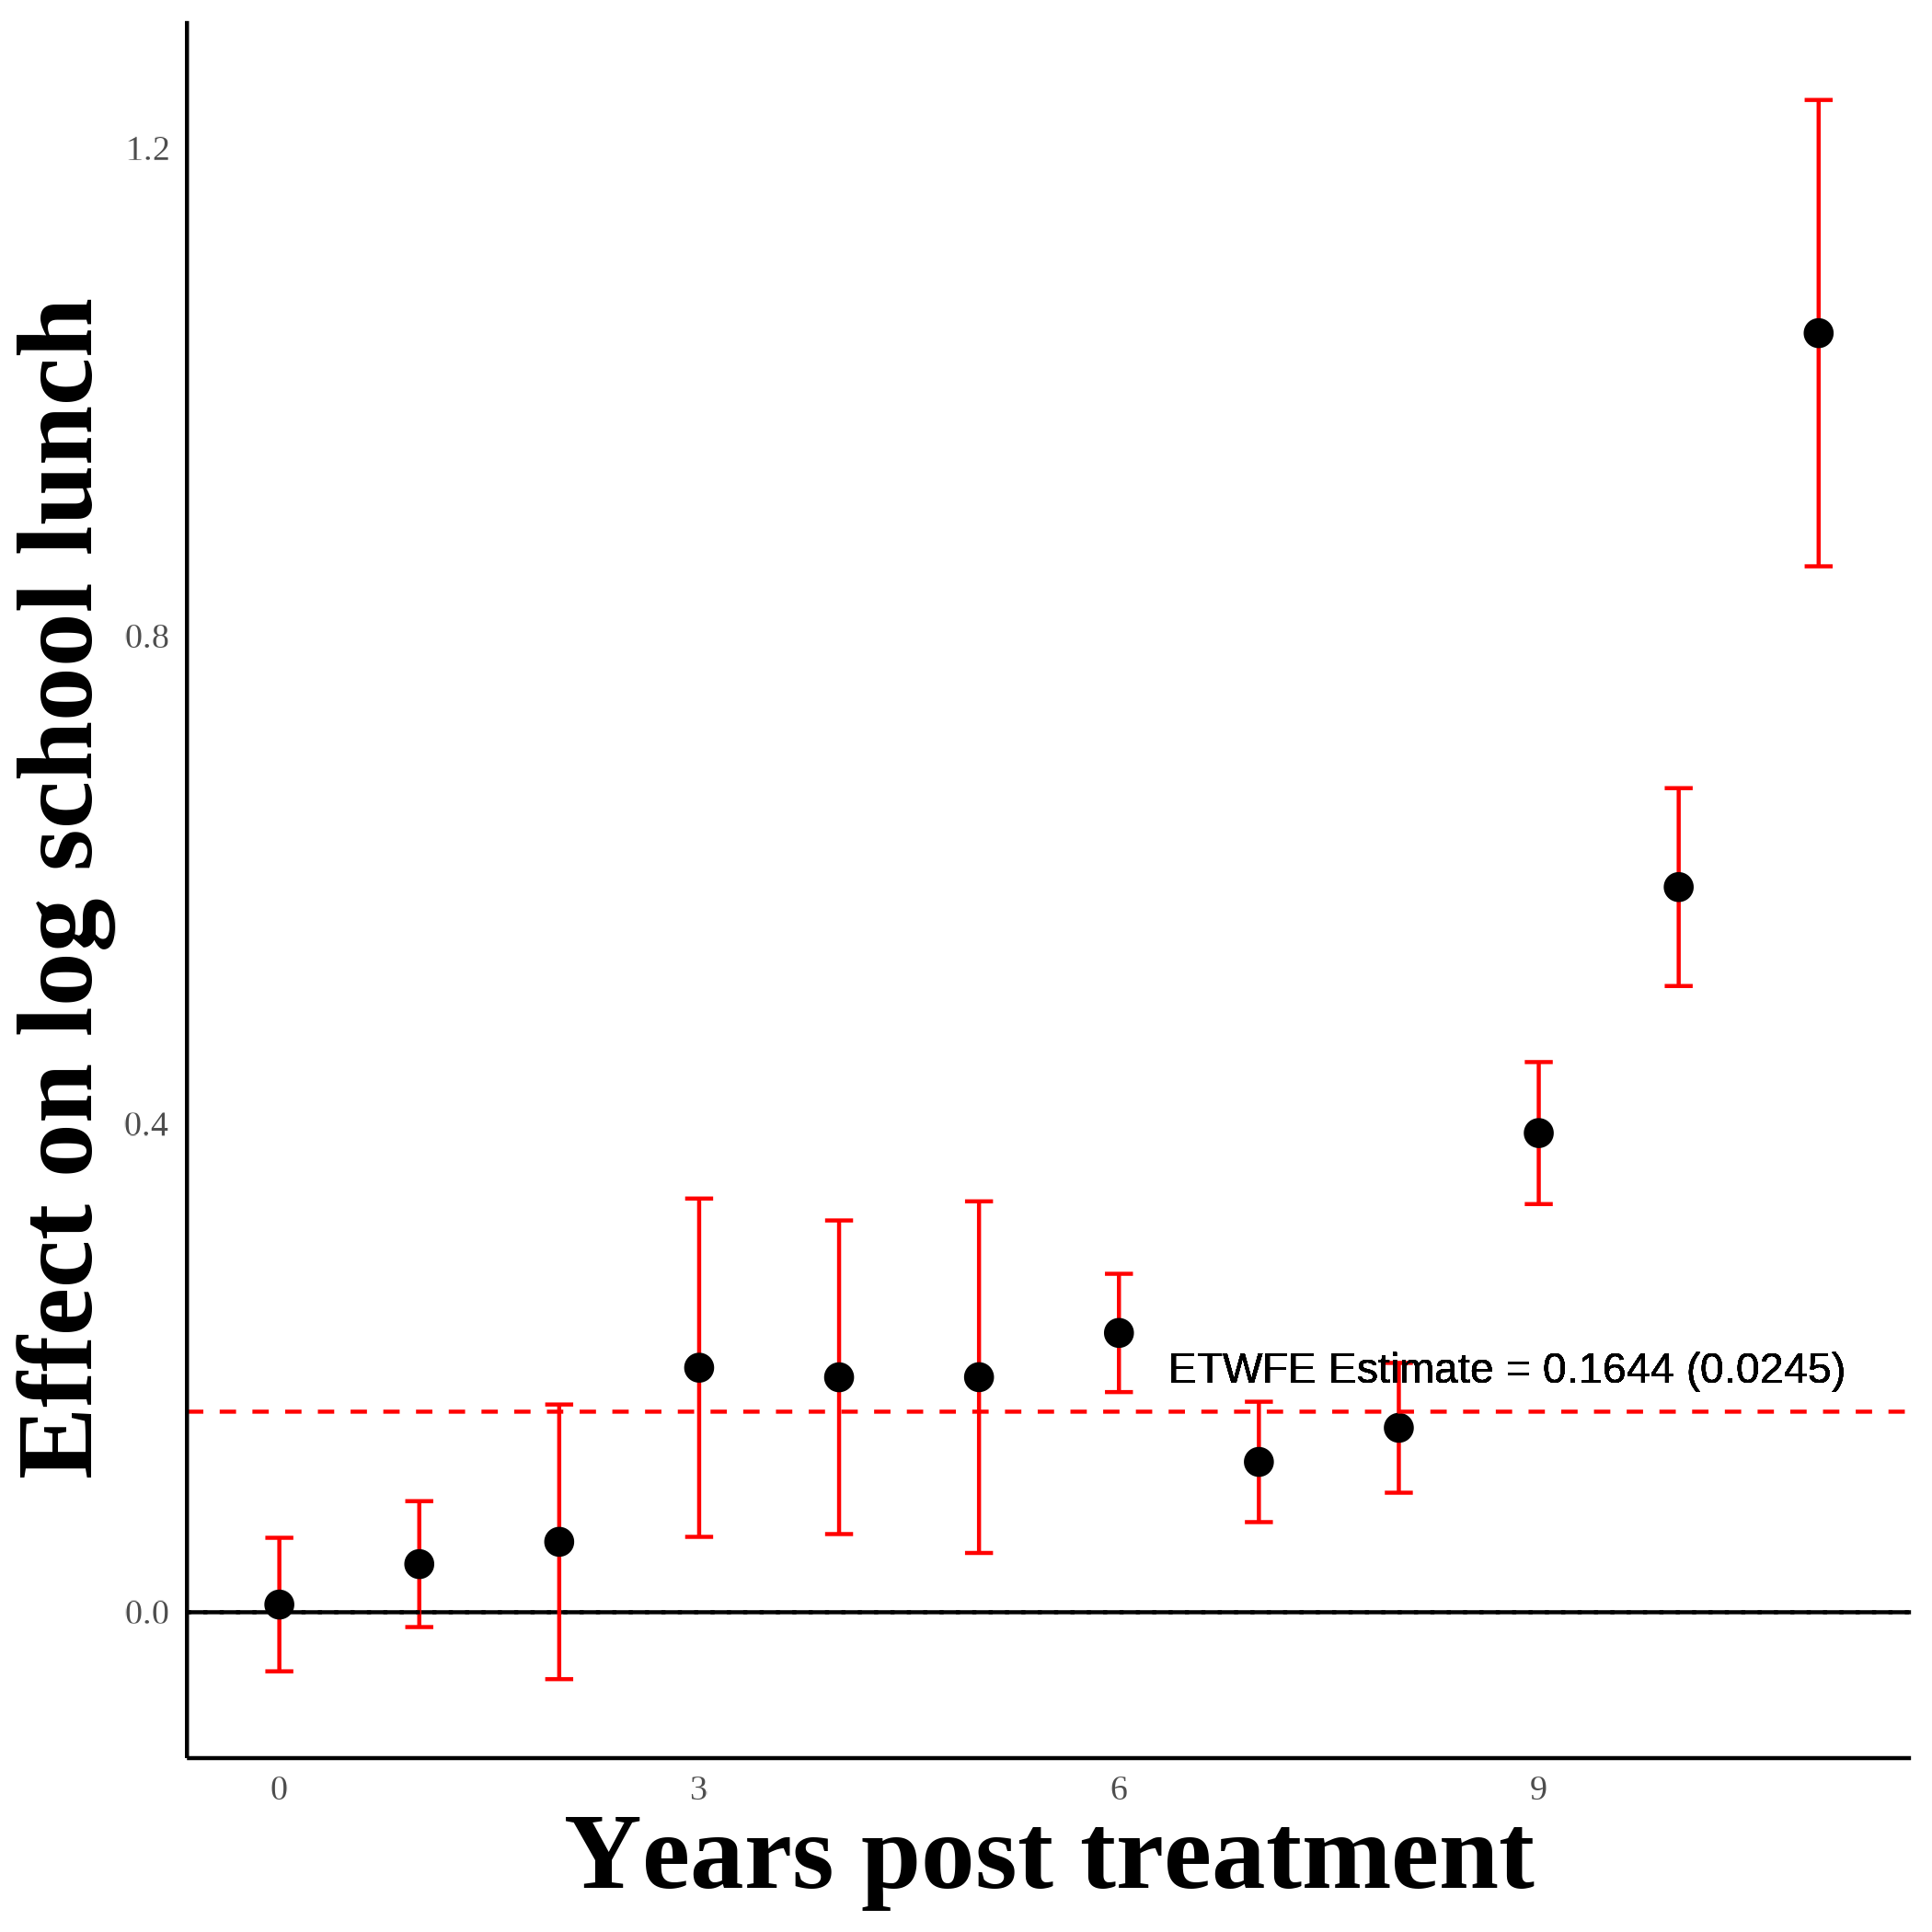 Effect on log school lunch
1.2
0.8
0.4
0.0
ETWFE Estimate = 0.1644 (0.0245)
0 3 6 9
Years post treatment